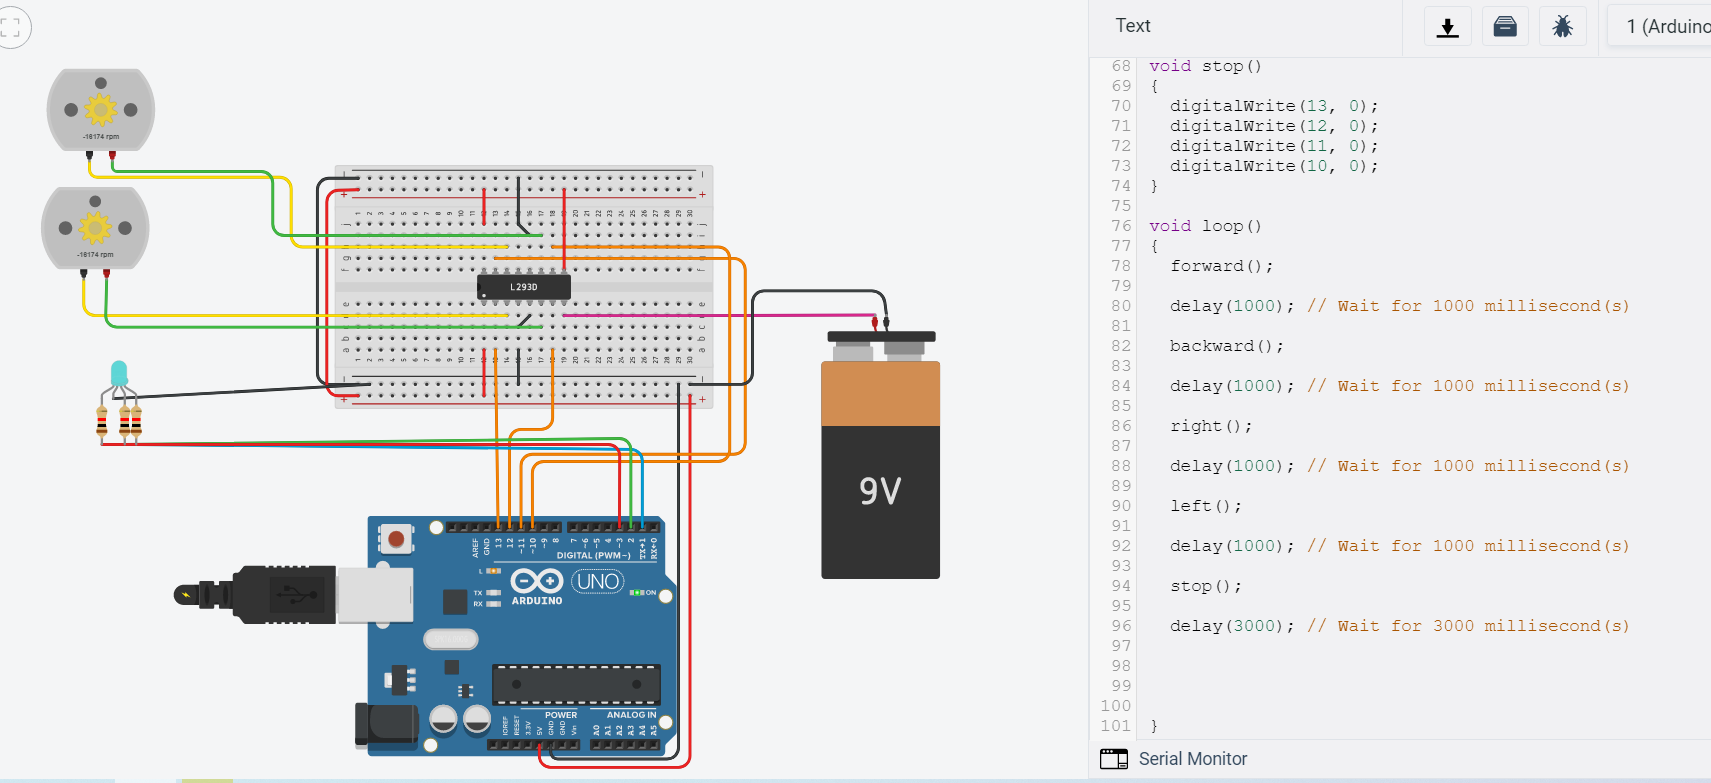 Text
1 (Arduino
68 void stop()
69 {
70 digitalWrite(13, 0);
71 digitalWrite(12, 0);
72 digitalWrite(11, 0);
73 digitalWrite(10, 0);
74 }
75
76 void loop()
77 {
78 forward();
79
80 delay(1000); // Wait for 1000 millisecond(s)
81
82 backward();
83
84 delay(1000); // Wait for 1000 millisecond(s)
85
86 right();
87
88 delay(1000); // Wait for 1000 millisecond(s)
89
90 left();
91
92 delay(1000); // Wait for 1000 millisecond(s)
93
94 stop();
95
96 delay(3000); // Wait for 3000 millisecond(s)
97
98
99
100
101 }
Serial Monitor
-16174 rpm
-16174 rpm
L293D
9V
AREF GND 13 12 ~11 ~10 ~9 8 7 ~6 ~5 4 ~3 2 TX→1 RX←0
DIGITAL (PWM~)
L
TX
RX
UNO
ON
ARDUINO
POWER
ANALOG IN
IOREF RESET 3.3V 5V GND GND Vin A0 A1 A2 A3 A4 A5